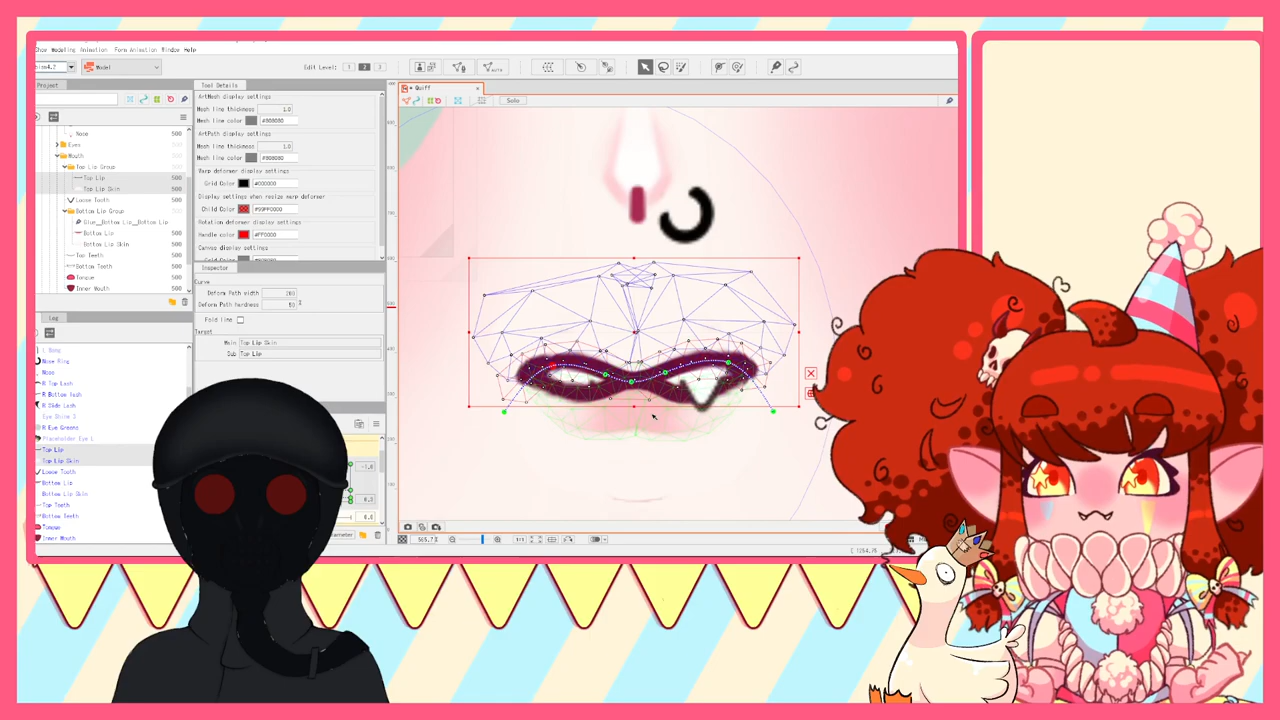 Modeling Animation Form Animation Window Help
Model
Edit Level: 1 2 3
Project
Tool Details
Quiff
Solo
ArtMesh display settings
Mesh line thickness 1.0
Mesh line color #808080
ArtPath display settings
Mesh line thickness 1.0
Mesh line color #808080
Warp deformer display settings
Grid Color #000000
Display settings when resize warp deformer
Child Color #99FF0000
Rotation deformer display settings
Handle color #FF0000
Canvas display settings
Nose 500
Eyes 500
Mouth 500
Top Lip Group 500
Top Lip 500
Top Lip Skin 500
Loose Tooth 500
Bottom Lip Group 500
Glue__Bottom Lip__Bottom Lip
Bottom Lip 500
Bottom Lip Skin 500
Top Teeth 500
Bottom Teeth 500
Tongue 500
Inner Mouth 500
Inspector
Curve
Deform Path width
Deform Path hardness 50
Fold line
Target
Main Top Lip Skin
Sub Top Lip
Log
Nose Ring
R Top Lash
R Bottom Lash
R Side Lash
Eye Shine 3
R Eye Greens
Placeholder Eye L
Top Lip
Top Lip Skin
Loose Tooth
Bottom Lip
Bottom Lip Skin
Top Teeth
Bottom Teeth
Tongue
Inner Mouth